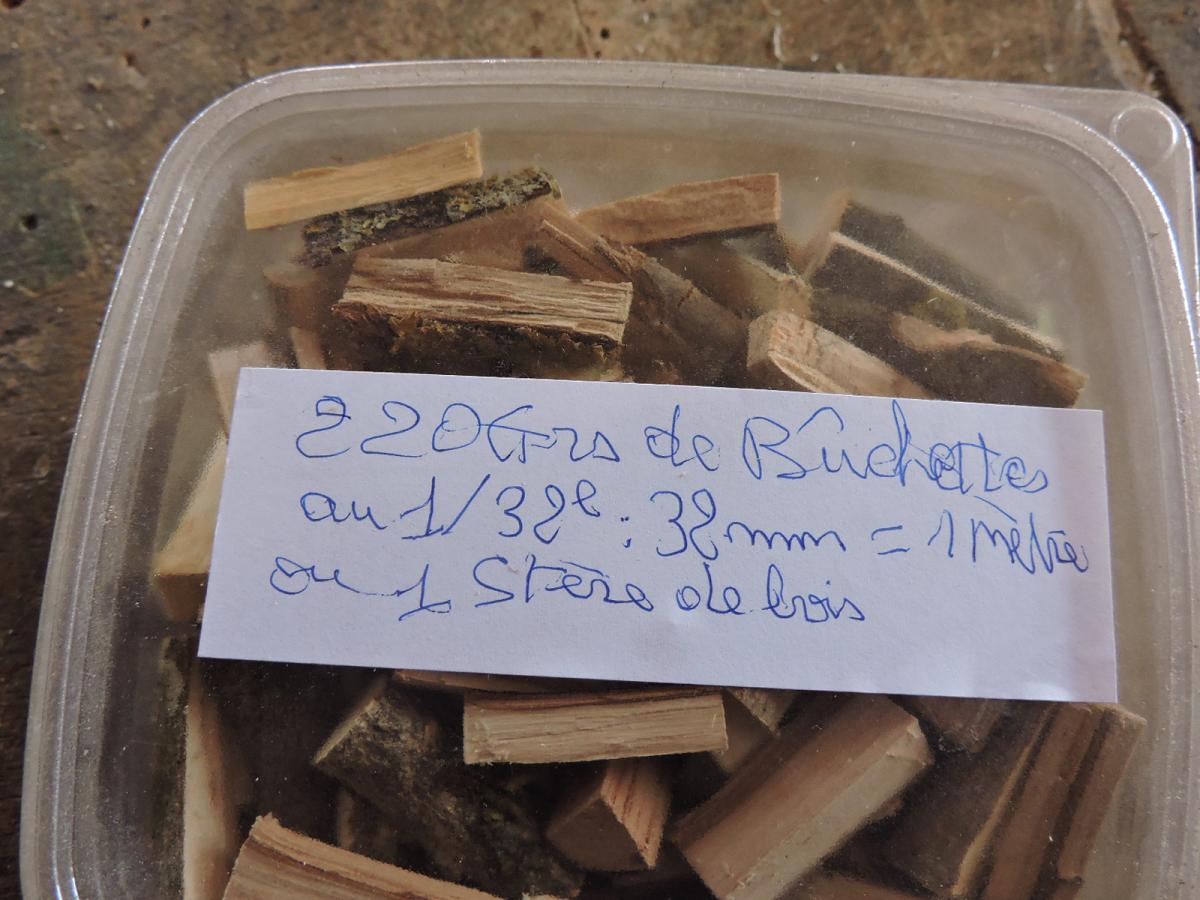 220Grs de Bûchettes
au 1/32e : 32mm = 1 mètre
ou 1 Stère de bois